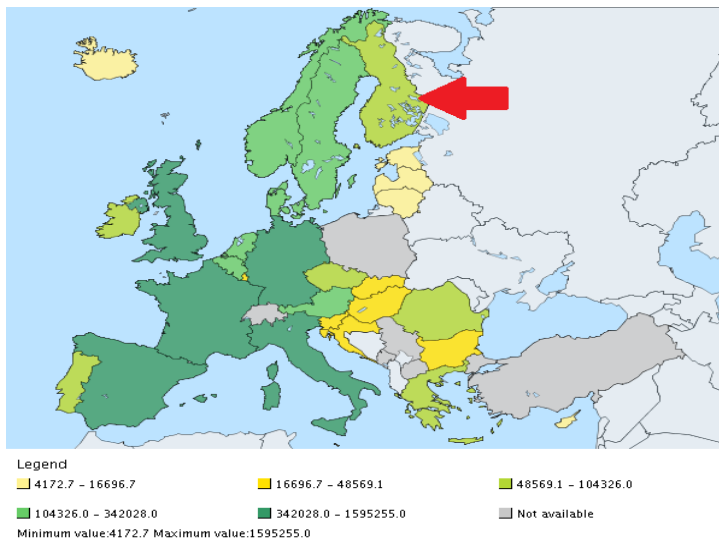 Legend
4172.7 - 16696.7 16696.7 - 48569.1 48569.1 - 104326.0
104326.0 - 342028.0 342028.0 - 1595255.0 Not available
Minimum value:4172.7 Maximum value:1595255.0